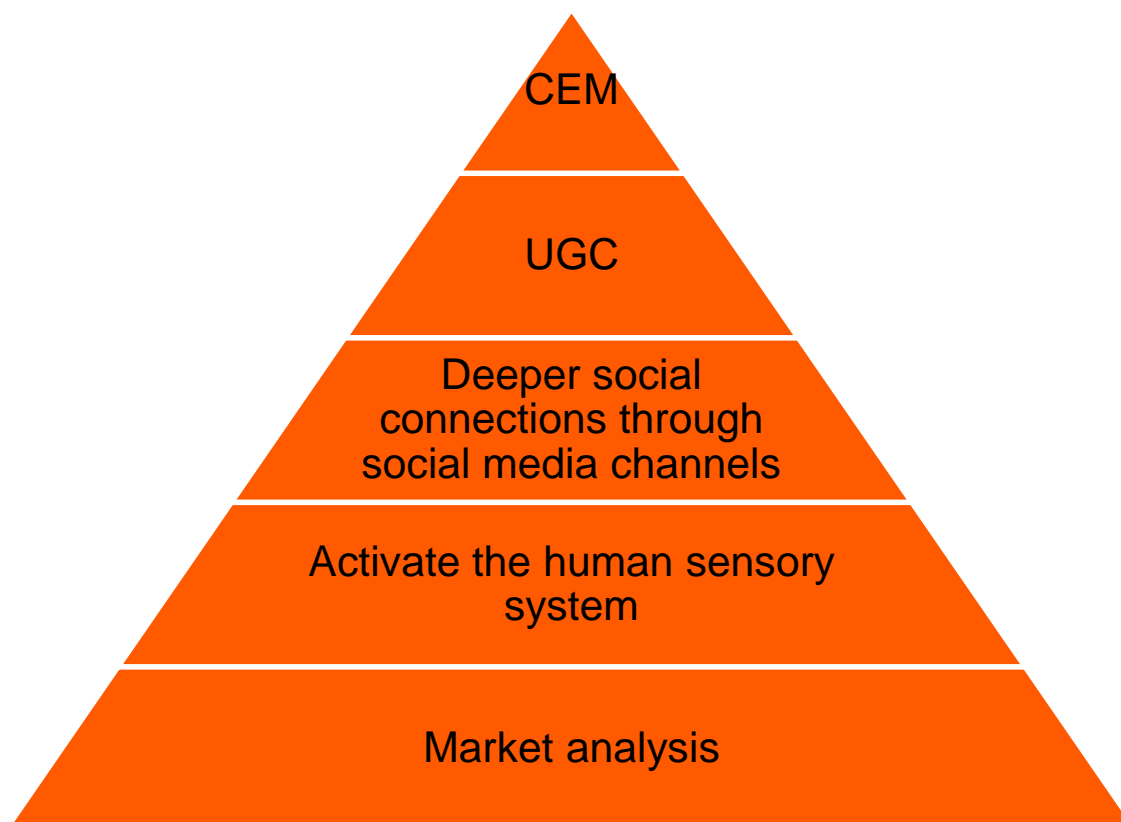 CEM
UGC
Deeper social
connections through
social media channels
Activate the human sensory
system
Market analysis